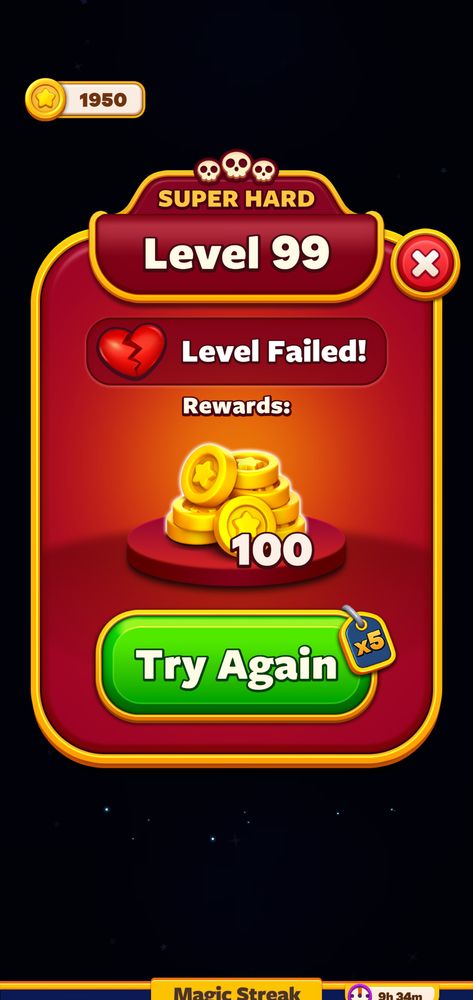 1950
SUPER HARD
Level 99
Level Failed!
Rewards:
100
Try Again
x5
Magic Streak
9h 34m